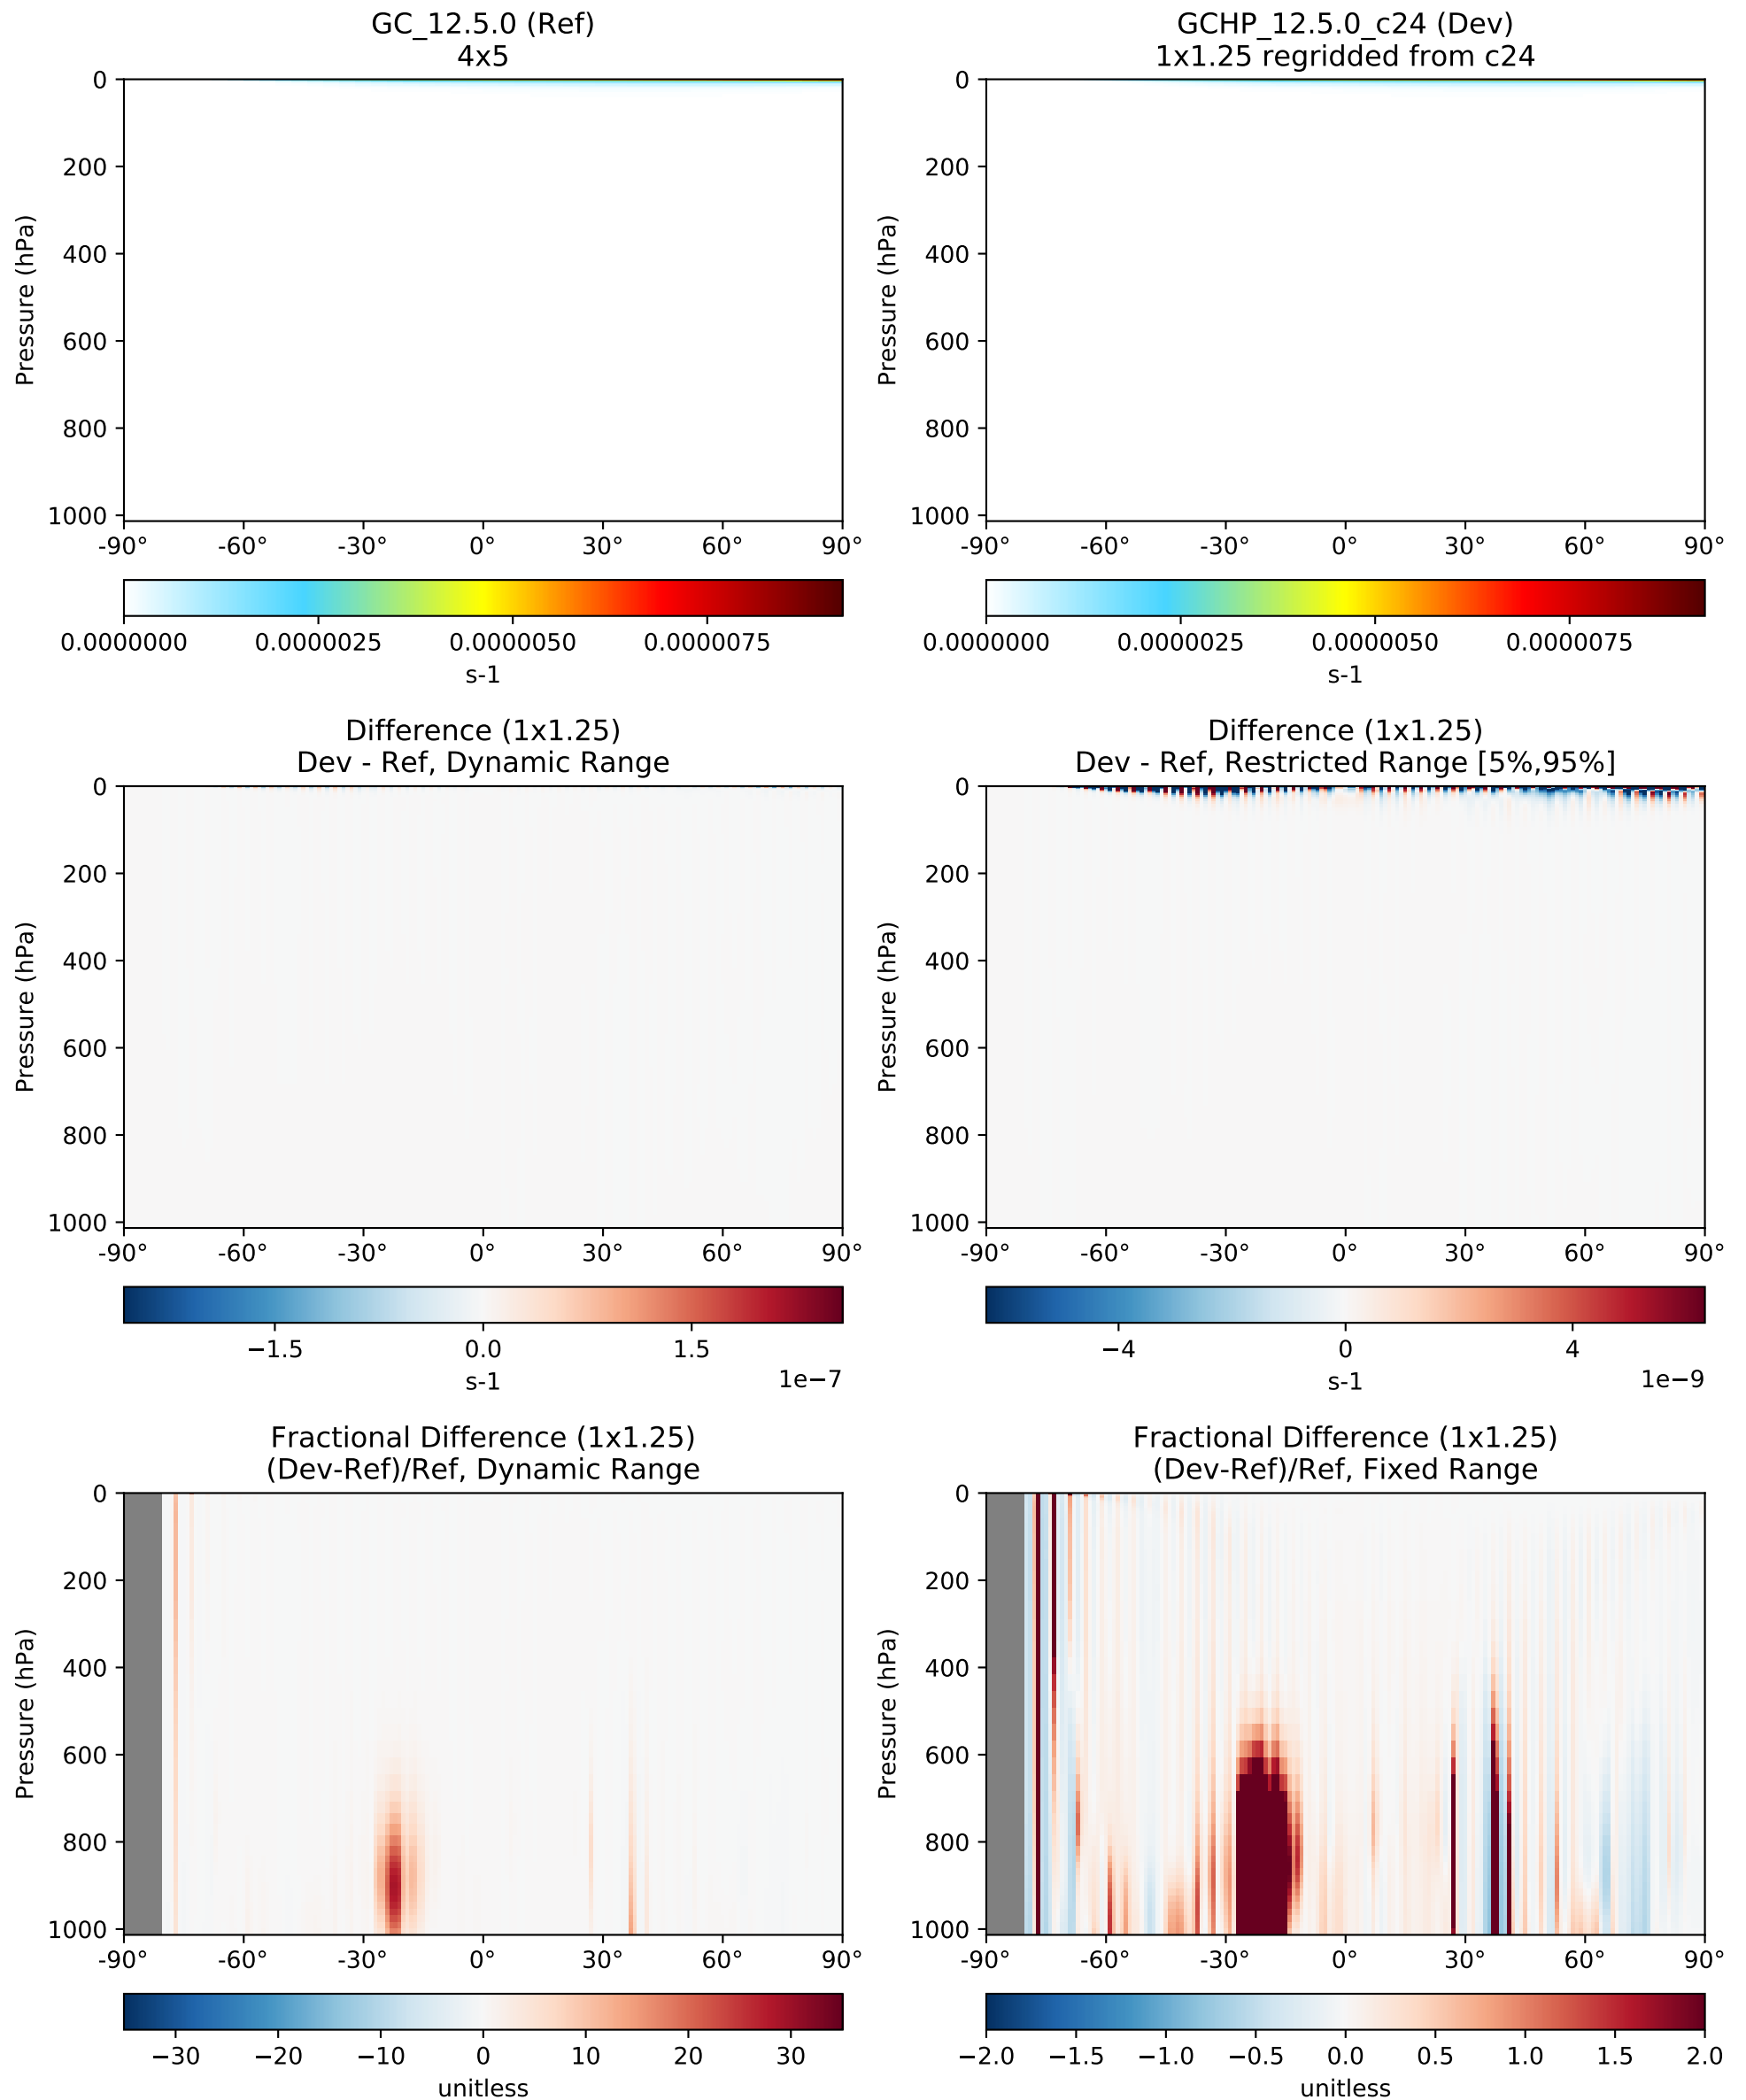 GC_12.5.0 (Ref)
4x5
0
200
400
600
800
1000
Pressure (hPa)
-90° -60° -30° 0° 30° 60° 90°
0.0000000 0.0000025 0.0000050 0.0000075
s-1
GCHP_12.5.0_c24 (Dev)
1x1.25 regridded from c24
0
200
400
600
800
1000
Pressure (hPa)
-90° -60° -30° 0° 30° 60° 90°
0.0000000 0.0000025 0.0000050 0.0000075
s-1
Difference (1x1.25)
Dev - Ref, Dynamic Range
0
200
400
600
800
1000
Pressure (hPa)
-90° -60° -30° 0° 30° 60° 90°
−1.5 0.0 1.5
s-1 1e−7
Difference (1x1.25)
Dev - Ref, Restricted Range [5%,95%]
0
200
400
600
800
1000
Pressure (hPa)
-90° -60° -30° 0° 30° 60° 90°
−4 0 4
s-1 1e−9
Fractional Difference (1x1.25)
(Dev-Ref)/Ref, Dynamic Range
0
200
400
600
800
1000
Pressure (hPa)
-90° -60° -30° 0° 30° 60° 90°
−30 −20 −10 0 10 20 30
unitless
Fractional Difference (1x1.25)
(Dev-Ref)/Ref, Fixed Range
0
200
400
600
800
1000
Pressure (hPa)
-90° -60° -30° 0° 30° 60° 90°
−2.0 −1.5 −1.0 −0.5 0.0 0.5 1.0 1.5 2.0
unitless